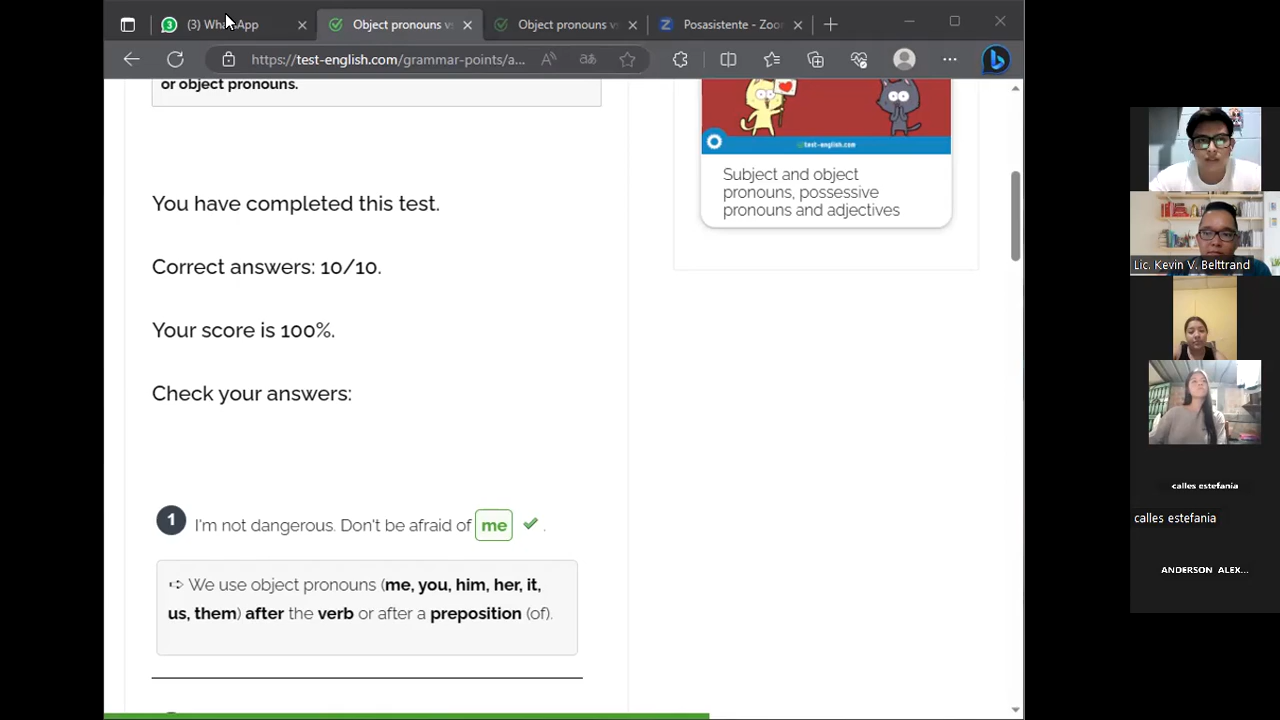 (3) WhatsApp
Object pronouns vs
Object pronouns vs
Posasistente - Zoo
https://test-english.com/grammar-points/a...
or object pronouns.
You have completed this test.
Correct answers: 10/10.
Your score is 100%.
Check your answers:
1 I'm not dangerous. Don't be afraid of me .
➪ We use object pronouns (me, you, him, her, it,
us, them) after the verb or after a preposition (of).
test-english.com
Subject and object
pronouns, possessive
pronouns and adjectives
Lic. Kevin V. Belttrand
calles estefania
calles estefania
ANDERSON ALEX...